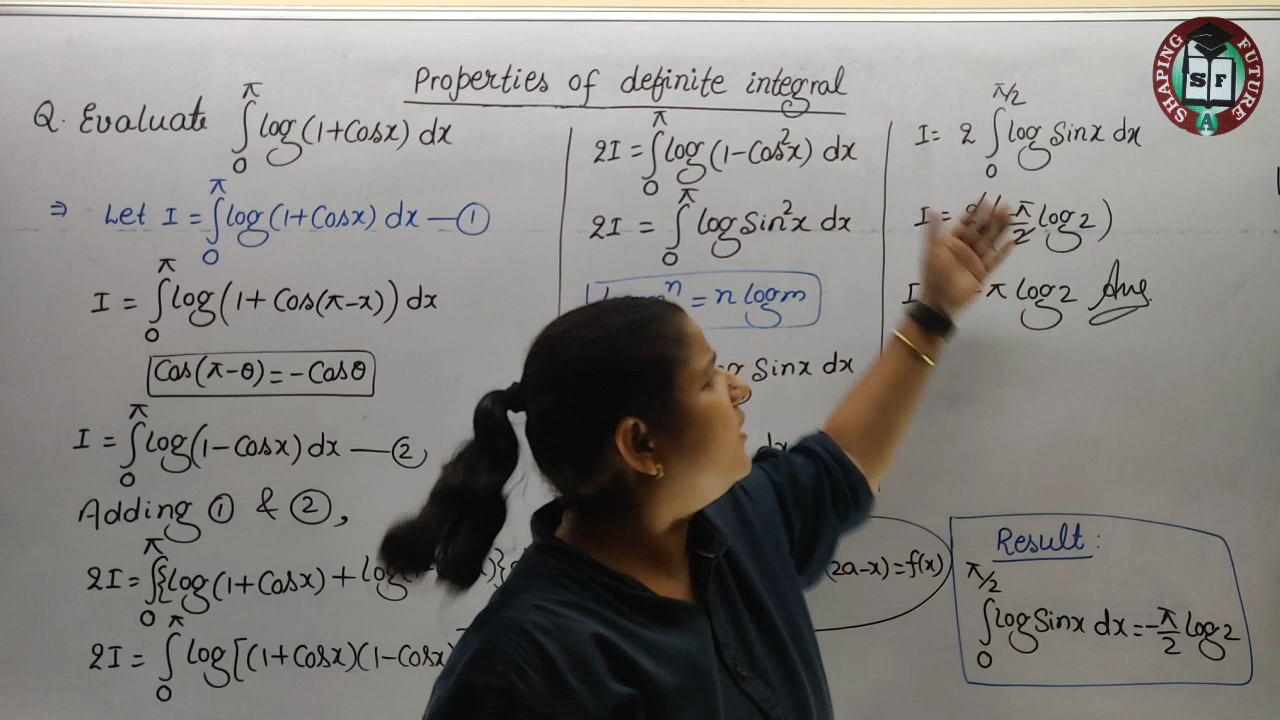 Properties of definite integral
Q. Evaluate ∫₀^π log(1+Cosx) dx
⇒ Let I = ∫₀^π log(1+Cosx) dx — ①
I = ∫₀^π log(1+ Cos(π-x)) dx
Cos(π-θ) = -Cosθ
I = ∫₀^π log(1-Cosx) dx — ②
Adding ① & ②,
2I = ∫₀^π {log(1+Cosx) + log
2I = ∫₀^π log[(1+Cosx)(1-Cosx)
2I = ∫₀^π log(1-Cos²x) dx
2I = ∫₀^π log Sin²x dx
ⁿ = n logm
Sinx dx
dx
(2a-x) = f(x)
I = 2 ∫₀^{π/2} log Sinx dx
I = 2(-π/2 log2)
I = -π log2 Ans.
Result:
∫₀^{π/2} log Sinx dx = -π/2 log2
SHAPING FUTURE
S F
A